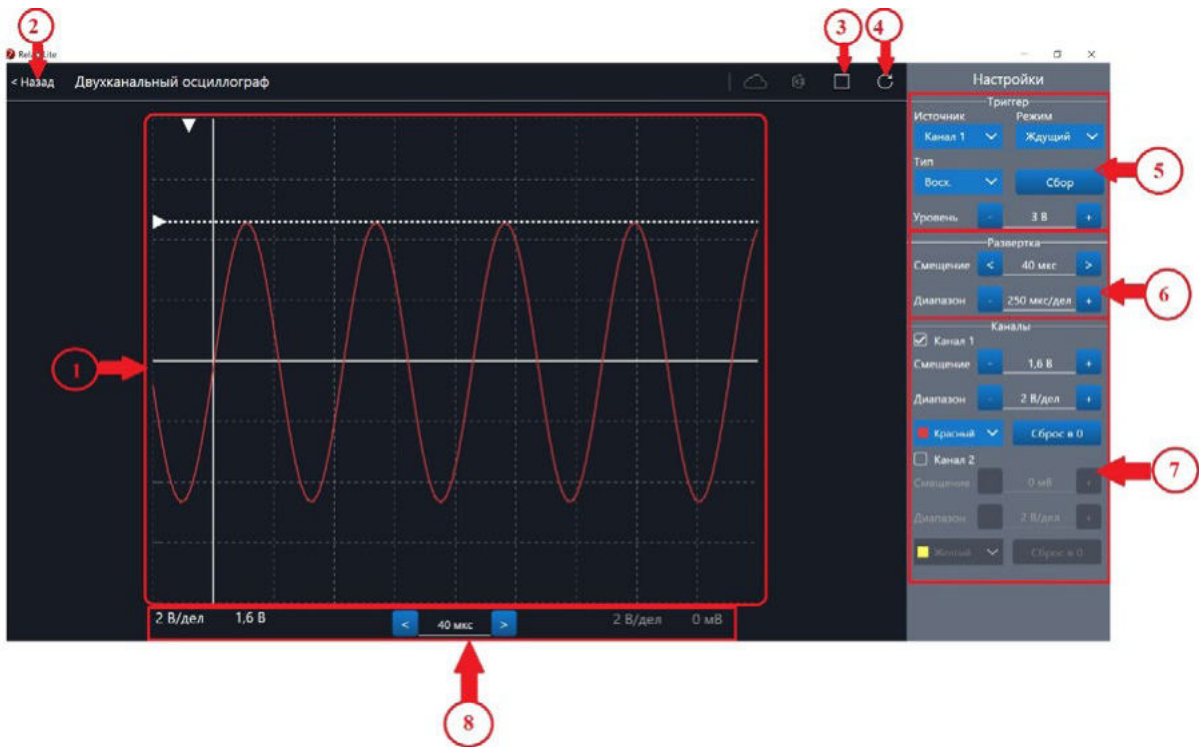 2
3
4
Relab Lite
< Назад Двухканальный осциллограф
Настройки
Триггер
Источник Режим
Канал 1 Ждущий
Тип
Восх. Сбор
5
Уровень - 3 В +
Развертка
Смещение < 40 мкс >
6
Диапазон - 250 мкс/дел +
Каналы
Канал 1
Смещение - 1,6 В +
1
Диапазон - 2 В/дел +
Красный Сброс в 0
Канал 2
7
Смещение 0 мВ +
Диапазон 2 В/дел +
Желтый Сброс в 0
2 В/дел 1,6 В < 40 мкс > 2 В/дел 0 мВ
8